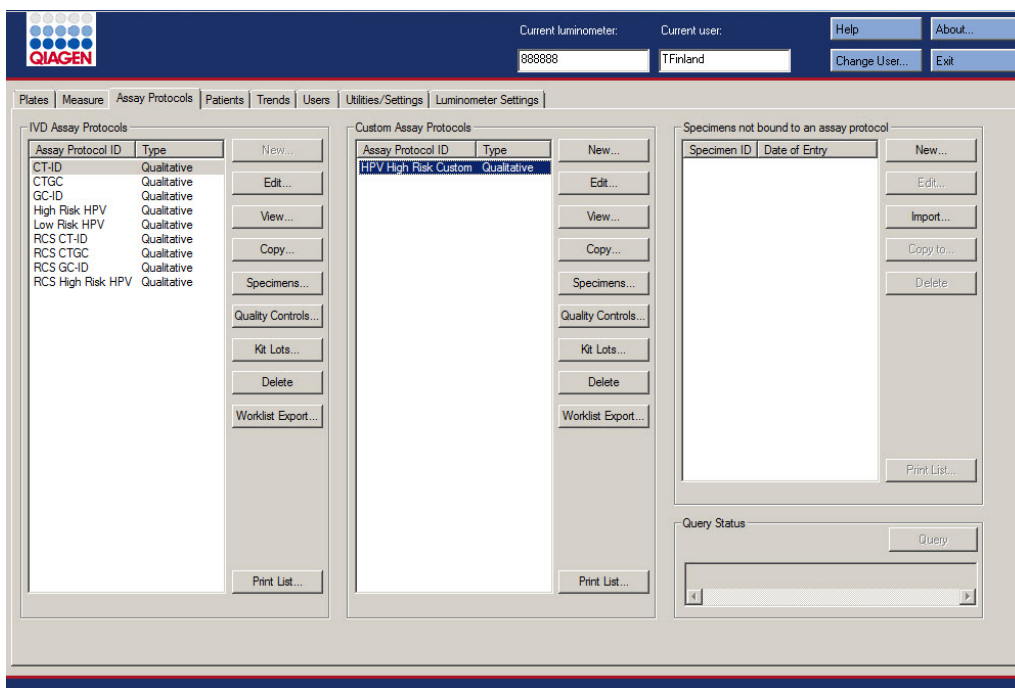 QIAGEN
Current luminometer:
888888
Current user:
TFinland
Help
About...
Change User...
Exit
Plates
Measure
Assay Protocols
Patients
Trends
Users
Utilities/Settings
Luminometer Settings
IVD Assay Protocols
Assay Protocol ID Type
CT-ID Qualitative
CTGC Qualitative
GC-ID Qualitative
High Risk HPV Qualitative
Low Risk HPV Qualitative
RCS CT-ID Qualitative
RCS CTGC Qualitative
RCS GC-ID Qualitative
RCS High Risk HPV Qualitative
New...
Edit...
View...
Copy...
Specimens...
Quality Controls...
Kit Lots...
Delete
Worklist Export...
Print List...
Custom Assay Protocols
Assay Protocol ID Type
HPV High Risk Custom Qualitative
New...
Edit...
View...
Copy...
Specimens...
Quality Controls...
Kit Lots...
Delete
Worklist Export...
Print List...
Specimens not bound to an assay protocol
Specimen ID Date of Entry
New...
Edit...
Import...
Copy to...
Delete
Print List...
Query Status
Query